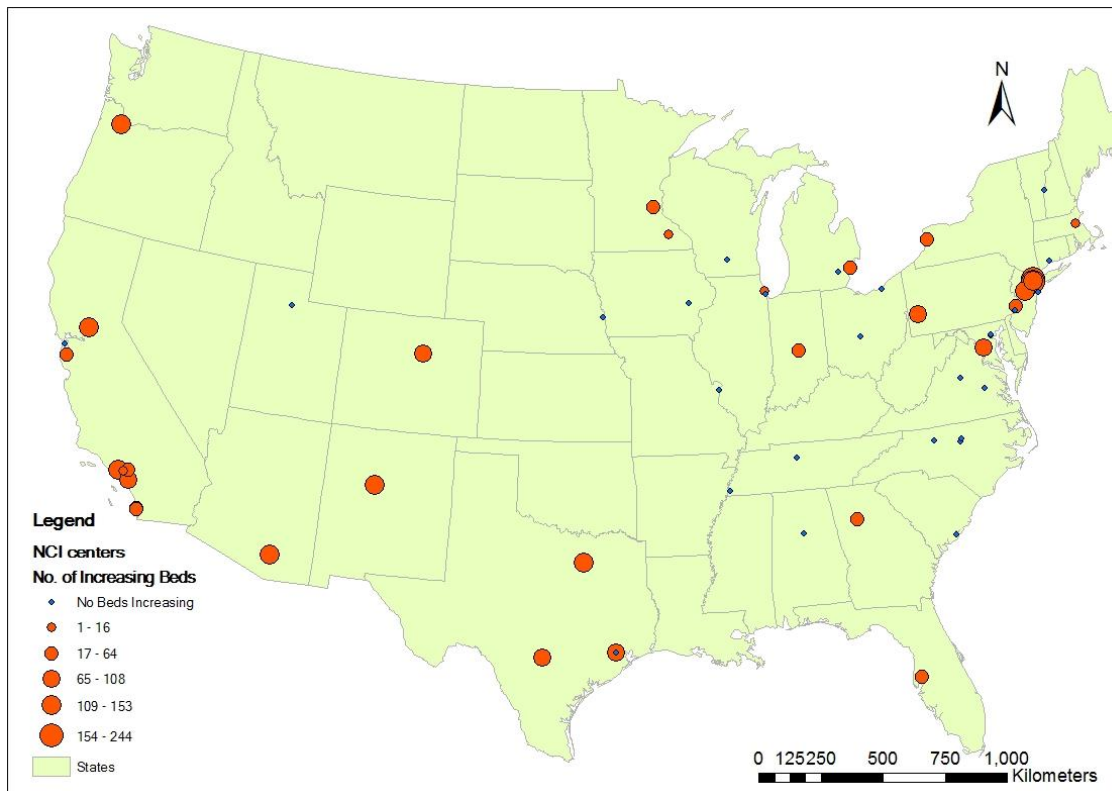 N
Legend
NCI centers
No. of Increasing Beds
No Beds Increasing
1 - 16
17 - 64
65 - 108
109 - 153
154 - 244
States
0 125250 500 750 1,000
Kilometers